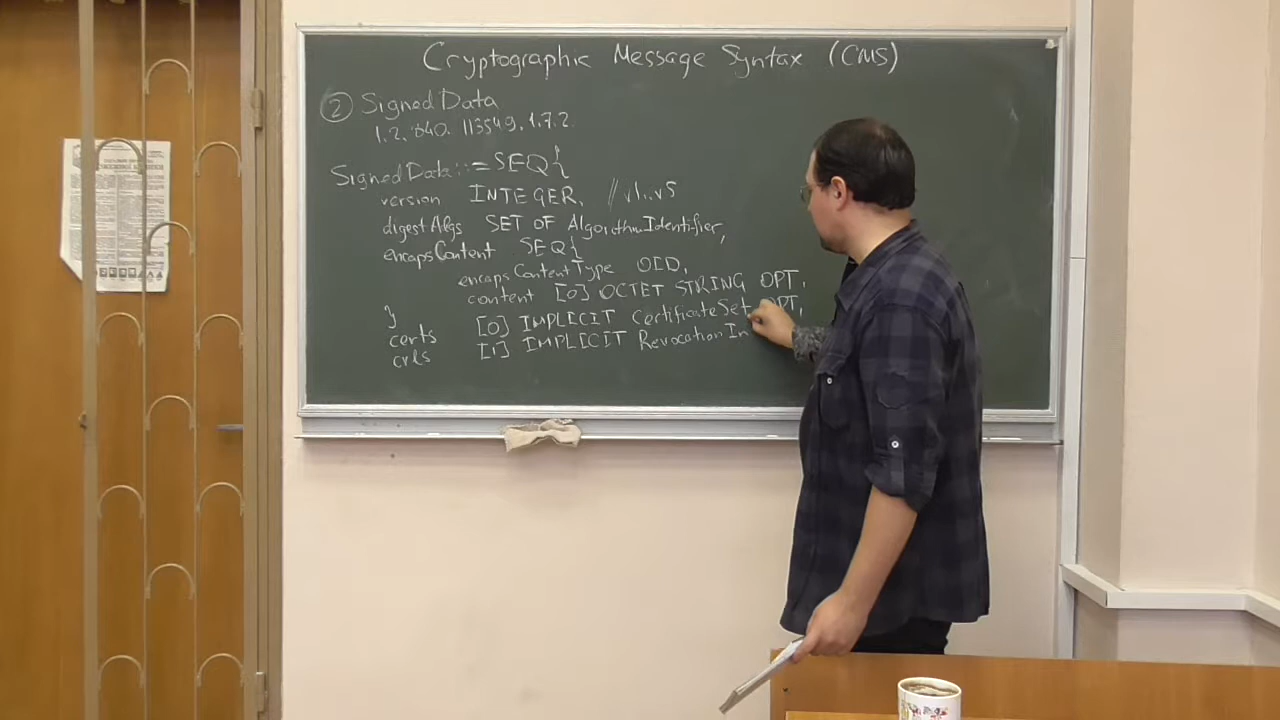 Cryptographic Message Syntax (CMS)
② SignedData
1.2.840.113549.1.7.2
SignedData::=SEQ{
version INTEGER, // v1..v5
digestAlgs SET OF AlgorithmIdentifier,
encapsContent SEQ{
encapsContentType OID,
content [0] OCTET STRING OPT,
}
certs [0] IMPLICIT CertificateSet OPT,
crls [1] IMPLICIT RevocationIn